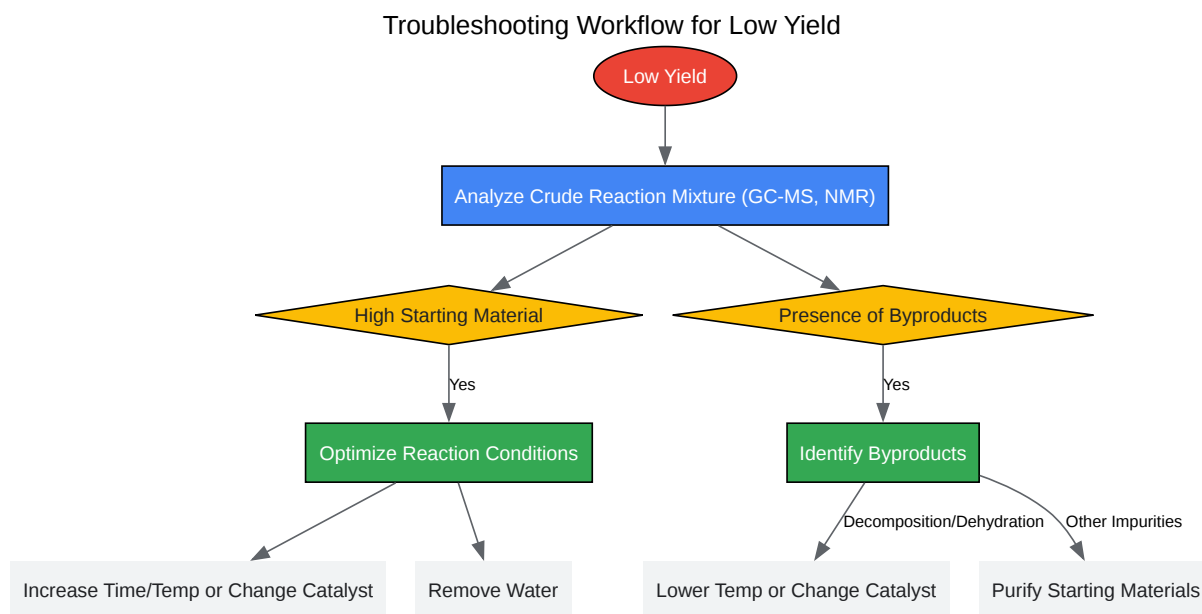 Troubleshooting Workflow for Low Yield
Low Yield
Analyze Crude Reaction Mixture (GC-MS, NMR)
High Starting Material
Presence of Byproducts
Yes
Yes
Optimize Reaction Conditions
Identify Byproducts
Decomposition/Dehydration
Other Impurities
Increase Time/Temp or Change Catalyst
Remove Water
Lower Temp or Change Catalyst
Purify Starting Materials